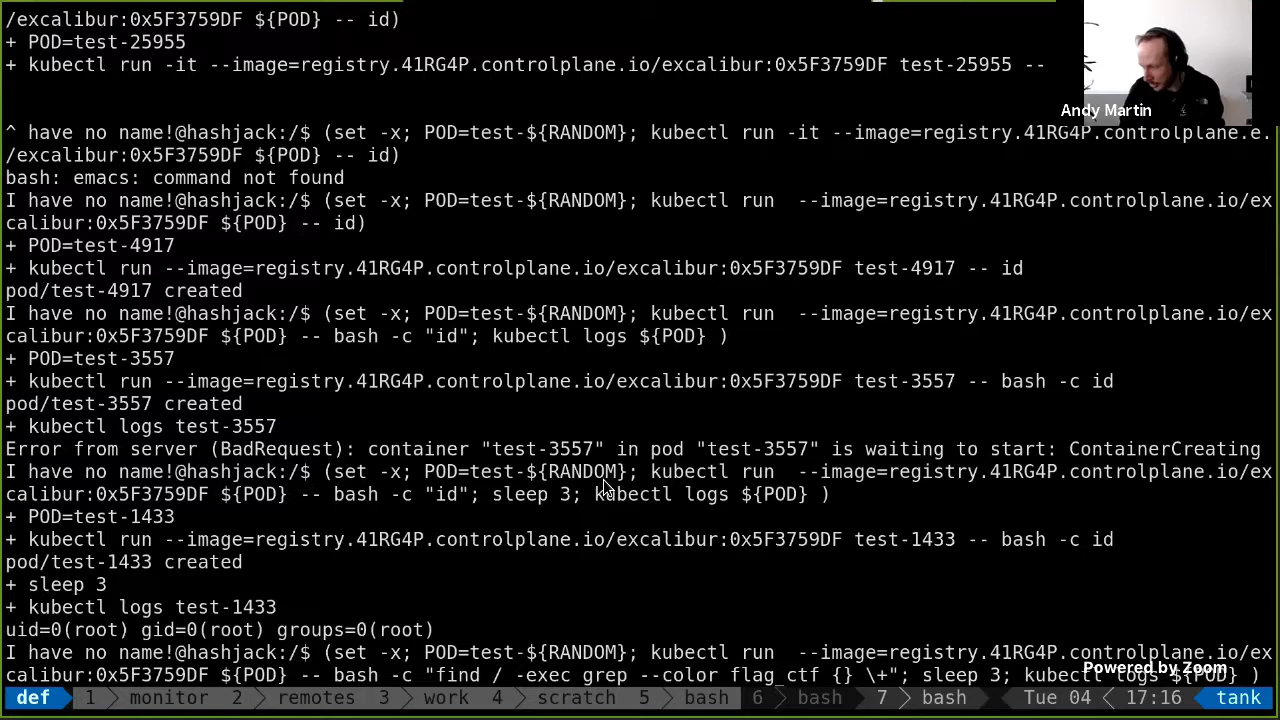 /excalibur:0x5F3759DF ${POD} -- id)
+ POD=test-25955
+ kubectl run -it --image=registry.41RG4P.controlplane.io/excalibur:0x5F3759DF test-25955 --
Andy Martin
^ have no name!@hashjack:/$ (set -x; POD=test-${RANDOM}; kubectl run -it --image=registry.41RG4P.controlplane.e.
/excalibur:0x5F3759DF ${POD} -- id)
bash: emacs: command not found
I have no name!@hashjack:/$ (set -x; POD=test-${RANDOM}; kubectl run  --image=registry.41RG4P.controlplane.io/ex
calibur:0x5F3759DF ${POD} -- id)
+ POD=test-4917
+ kubectl run --image=registry.41RG4P.controlplane.io/excalibur:0x5F3759DF test-4917 -- id
pod/test-4917 created
I have no name!@hashjack:/$ (set -x; POD=test-${RANDOM}; kubectl run  --image=registry.41RG4P.controlplane.io/ex
calibur:0x5F3759DF ${POD} -- bash -c "id"; kubectl logs ${POD} )
+ POD=test-3557
+ kubectl run --image=registry.41RG4P.controlplane.io/excalibur:0x5F3759DF test-3557 -- bash -c id
pod/test-3557 created
+ kubectl logs test-3557
Error from server (BadRequest): container "test-3557" in pod "test-3557" is waiting to start: ContainerCreating
I have no name!@hashjack:/$ (set -x; POD=test-${RANDOM}; kubectl run  --image=registry.41RG4P.controlplane.io/ex
calibur:0x5F3759DF ${POD} -- bash -c "id"; sleep 3; kubectl logs ${POD} )
+ POD=test-1433
+ kubectl run --image=registry.41RG4P.controlplane.io/excalibur:0x5F3759DF test-1433 -- bash -c id
pod/test-1433 created
+ sleep 3
+ kubectl logs test-1433
uid=0(root) gid=0(root) groups=0(root)
I have no name!@hashjack:/$ (set -x; POD=test-${RANDOM}; kubectl run  --image=registry.41RG4P.controlplane.io/ex
calibur:0x5F3759DF ${POD} -- bash -c "find / -exec grep --color flag_ctf {} \+"; sleep 3; kubectl logs ${POD} )
Powered by Zoom
def 1 monitor 2 remotes 3 work 4 scratch 5 bash 6 bash 7 bash Tue 04 17:16 tank